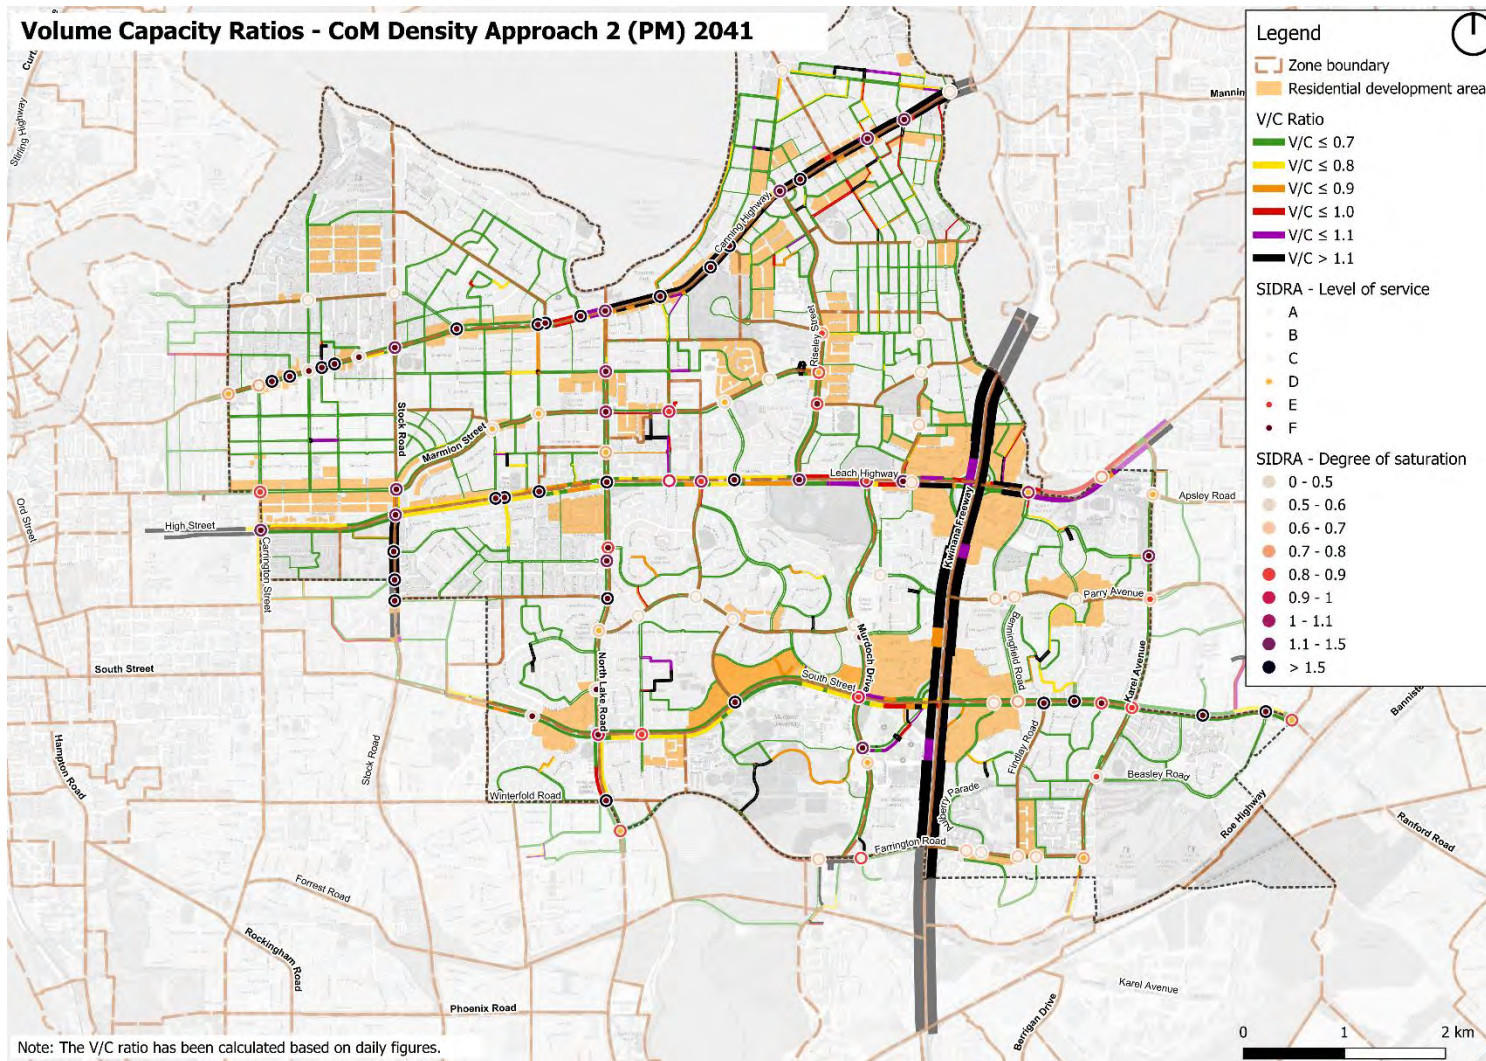 Volume Capacity Ratios - CoM Density Approach 2 (PM) 2041
Legend
Zone boundary
Residential development area
V/C Ratio
V/C ≤ 0.7
V/C ≤ 0.8
V/C ≤ 0.9
V/C ≤ 1.0
V/C ≤ 1.1
V/C > 1.1
SIDRA - Level of service
A
B
C
D
E
F
SIDRA - Degree of saturation
0 - 0.5
0.5 - 0.6
0.6 - 0.7
0.7 - 0.8
0.8 - 0.9
0.9 - 1
1 - 1.1
1.1 - 1.5
> 1.5
Stirling Highway
Canning Highway
Riseley Street
Stock Road
Marmion Street
Leach Highway
Kwinana Freeway
Apsley Road
Ord Street
High Street
Carrington Street
Parry Avenue
Benningfield Road
Murdoch Drive
South Street
South Street
North Lake Road
Karel Avenue
Hampton Road
Stock Road
Findlay Road
Beasley Road
Winterfold Road
Farrington Road
Roe Highway
Ranford Road
Forrest Road
Rockingham Road
Phoenix Road
Karel Avenue
Berrigan Drive
0 1 2 km
Note: The V/C ratio has been calculated based on daily figures.